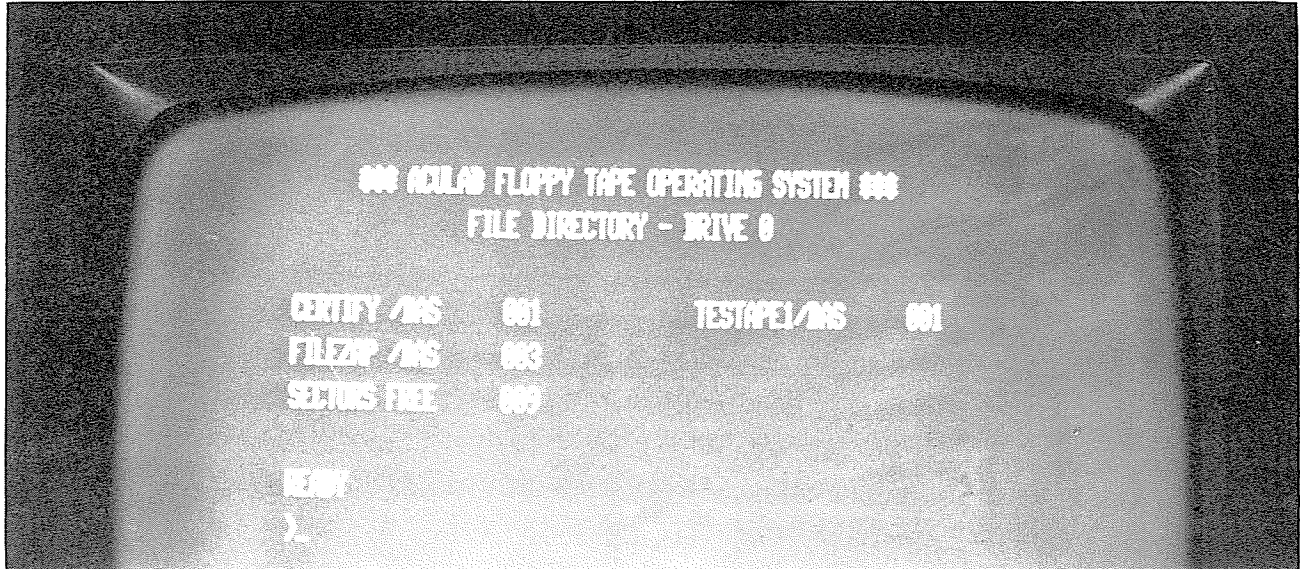 *** ACULAB FLOPPY TAPE OPERATING SYSTEM ***
FILE DIRECTORY - DRIVE 0
CERTIFY /BAS 001 TESTAPE1/BAS 001
FILEZAP /BAS 003
SECTORS FREE 009
READY
>_